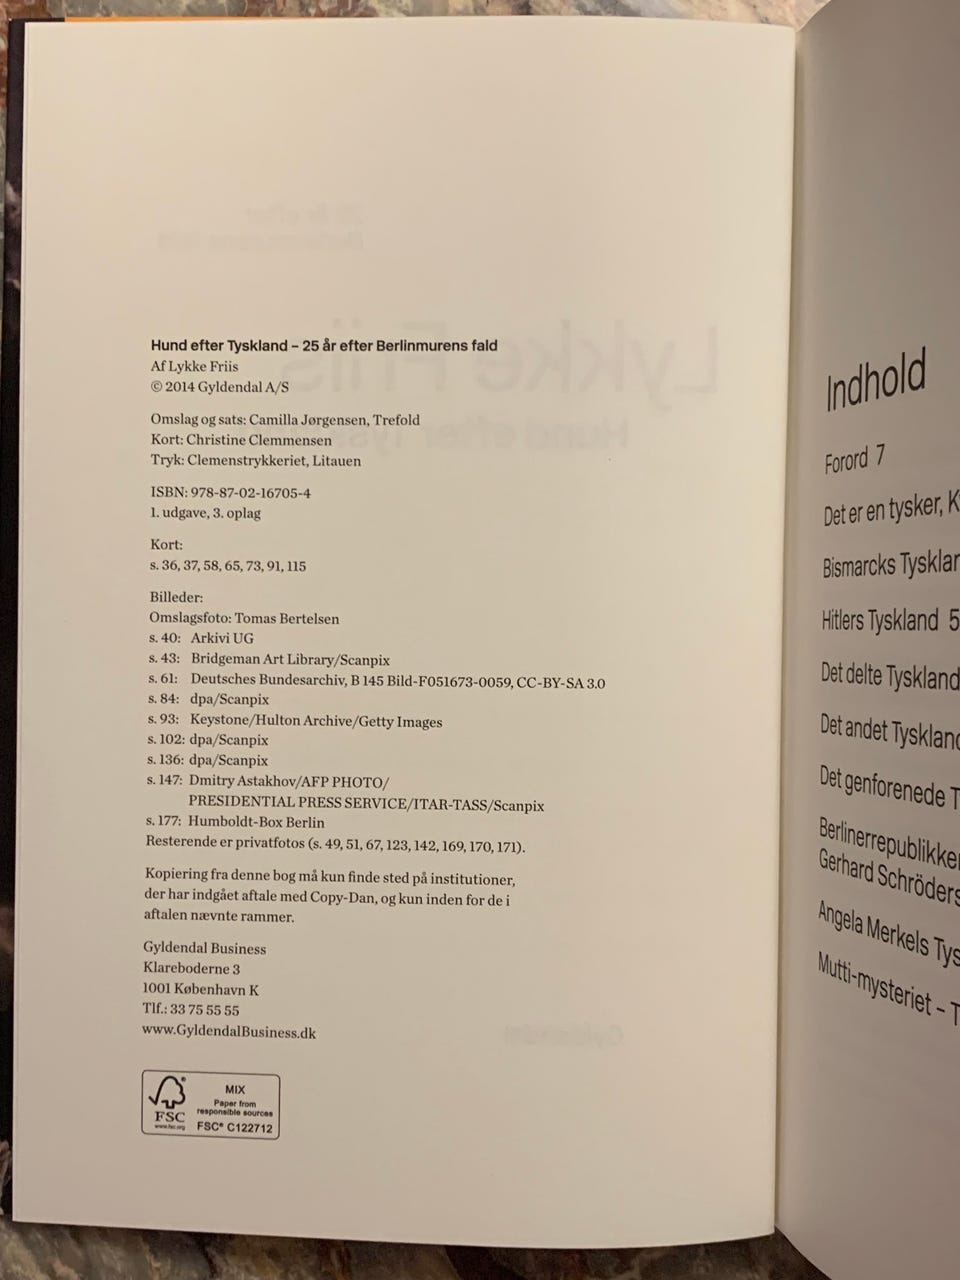 Hund efter Tyskland – 25 år efter Berlinmurens fald
Af Lykke Friis
© 2014 Gyldendal A/S
Omslag og sats: Camilla Jørgensen, Trefold
Kort: Christine Clemmensen
Tryk: Clemenstrykkeriet, Litauen
ISBN: 978-87-02-16705-4
1. udgave, 3. oplag
Kort:
s. 36, 37, 58, 65, 73, 91, 115
Billeder:
Omslagsfoto: Tomas Bertelsen
s. 40: Arkivi UG
s. 43: Bridgeman Art Library/Scanpix
s. 61: Deutsches Bundesarchiv, B 145 Bild-F051673-0059, CC-BY-SA 3.0
s. 84: dpa/Scanpix
s. 93: Keystone/Hulton Archive/Getty Images
s. 102: dpa/Scanpix
s. 136: dpa/Scanpix
s. 147: Dmitry Astakhov/AFP PHOTO/
PRESIDENTIAL PRESS SERVICE/ITAR-TASS/Scanpix
s. 177: Humboldt-Box Berlin
Resterende er privatfotos (s. 49, 51, 67, 123, 142, 169, 170, 171).
Kopiering fra denne bog må kun finde sted på institutioner,
der har indgået aftale med Copy-Dan, og kun inden for de i
aftalen nævnte rammer.
Gyldendal Business
Klareboderne 3
1001 København K
Tlf.: 33 75 55 55
www.GyldendalBusiness.dk
FSC®
www.fsc.org
MIX
Paper from
responsible sources
FSC® C122712
Indhold
Forord 7
Det er en tysker, K
Bismarcks Tysklan
Hitlers Tyskland 5
Det delte Tyskland
Det andet Tyskland
Det genforenede T
Berlinerrepublikken
Gerhard Schröders
Angela Merkels Tys
Mutti-mysteriet – T